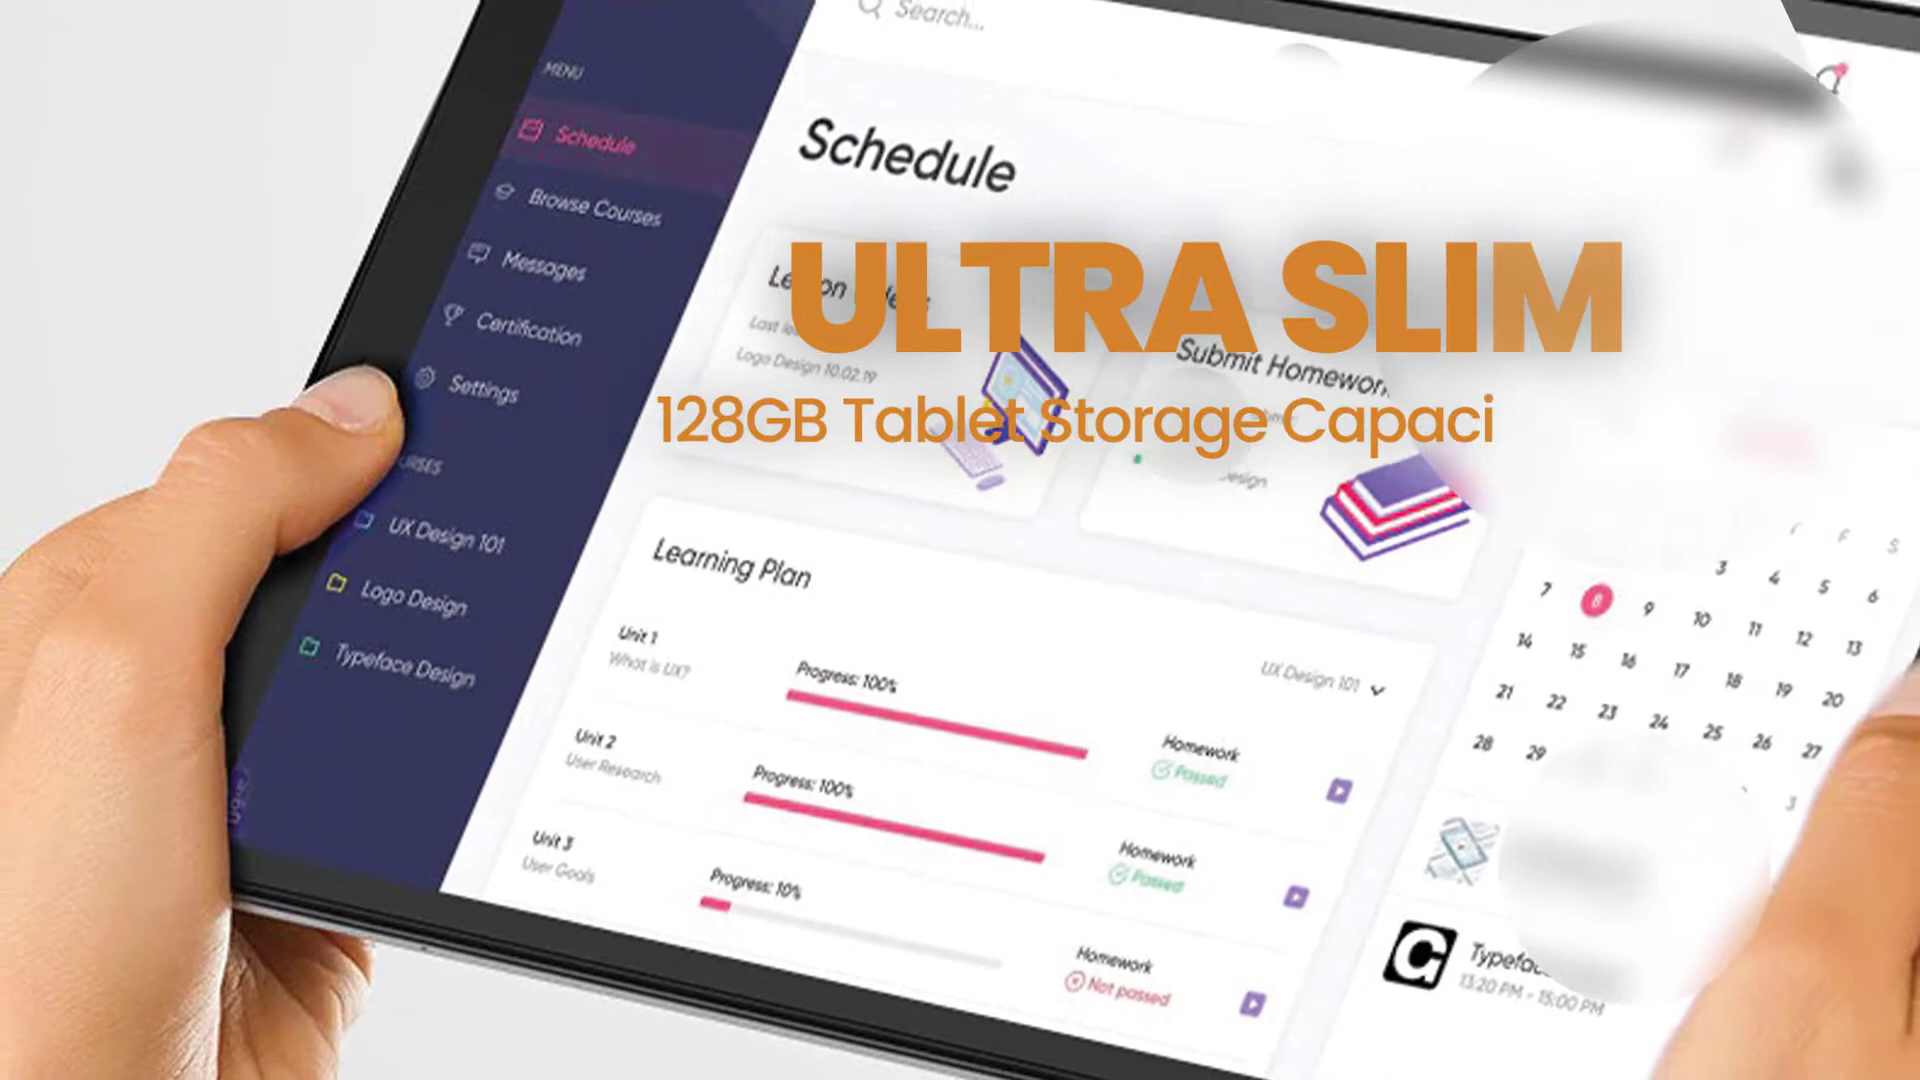 Search...
MENU
Schedule
Browse Courses
Messages
Certification
Settings
UX Design 101
Logo Design
Typeface Design
Schedule
ULTRA SLIM
128GB Tablet Storage Capaci
Last
Logo Design 10.02.19
Submit Homewor
Learning Plan
UX Design 101
Unit 1
What is UX?
Progress: 100%
Homework
Passed
Unit 2
User Research
Progress: 100%
Homework
Passed
Unit 3
User Goals
Progress: 10%
Homework
Not passed
F S
3 4 5 6
7 8 9 10 11 12 13
14 15 16 17 18 19 20
21 22 23 24 25 26 27
28 29
3
G
13:20 PM - 15:00 PM